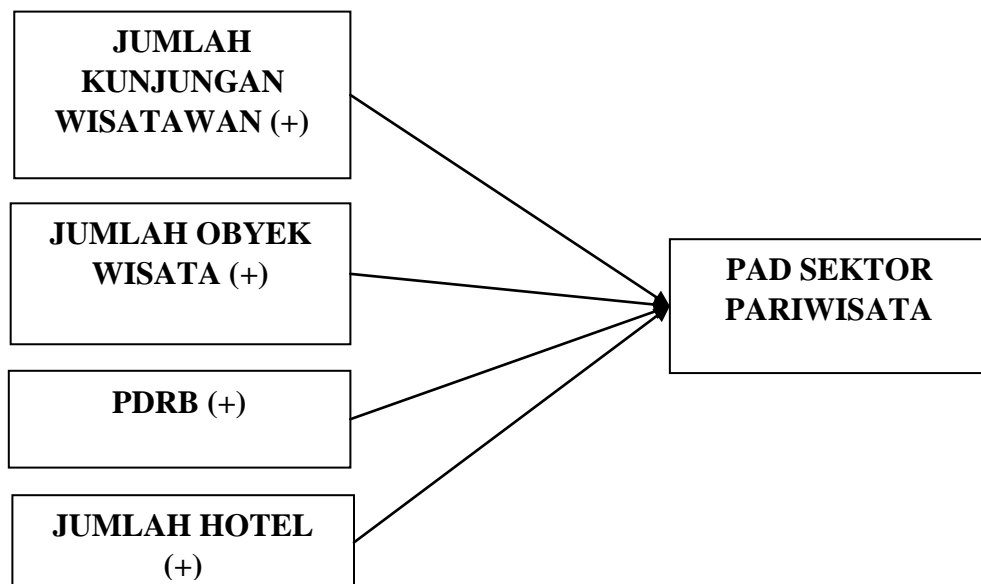 JUMLAH
KUNJUNGAN
WISATAWAN (+)
JUMLAH OBYEK
WISATA (+)
PDRB (+)
JUMLAH HOTEL
(+)
PAD SEKTOR
PARIWISATA